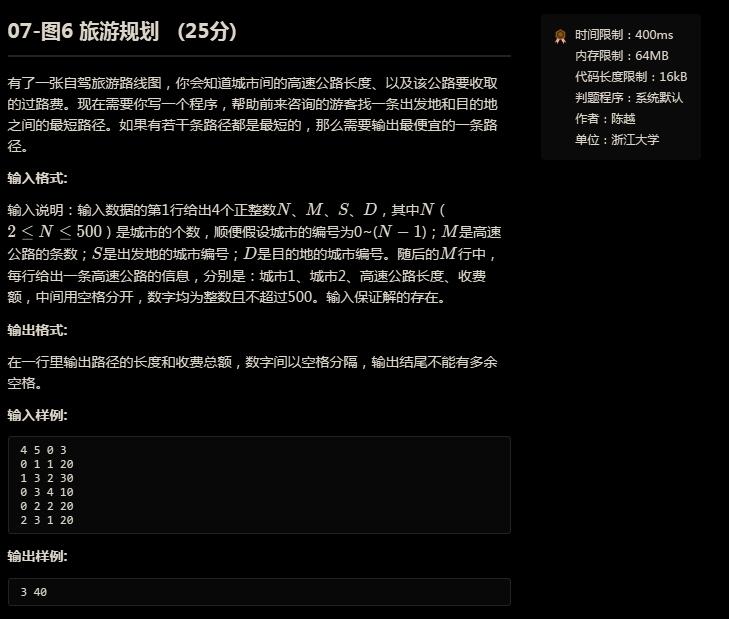 07-图6 旅游规划 (25分)
有了一张自驾旅游路线图，你会知道城市间的高速公路长度、以及该公路要收取
的过路费。现在需要你写一个程序，帮助前来咨询的游客找一条出发地和目的地
之间的最短路径。如果有若干条路径都是最短的，那么需要输出最便宜的一条路
径。
输入格式:
输入说明：输入数据的第1行给出4个正整数N、M、S、D，其中N（
2 ≤ N ≤ 500）是城市的个数，顺便假设城市的编号为0~(N − 1)；M是高速
公路的条数；S是出发地的城市编号；D是目的地的城市编号。随后的M行中，
每行给出一条高速公路的信息，分别是：城市1、城市2、高速公路长度、收费
额，中间用空格分开，数字均为整数且不超过500。输入保证解的存在。
输出格式:
在一行里输出路径的长度和收费总额，数字间以空格分隔，输出结尾不能有多余
空格。
输入样例:
4 5 0 3
0 1 1 20
1 3 2 30
0 3 4 10
0 2 2 20
2 3 1 20
输出样例:
3 40
时间限制：400ms
内存限制：64MB
代码长度限制：16kB
判题程序：系统默认
作者：陈越
单位：浙江大学